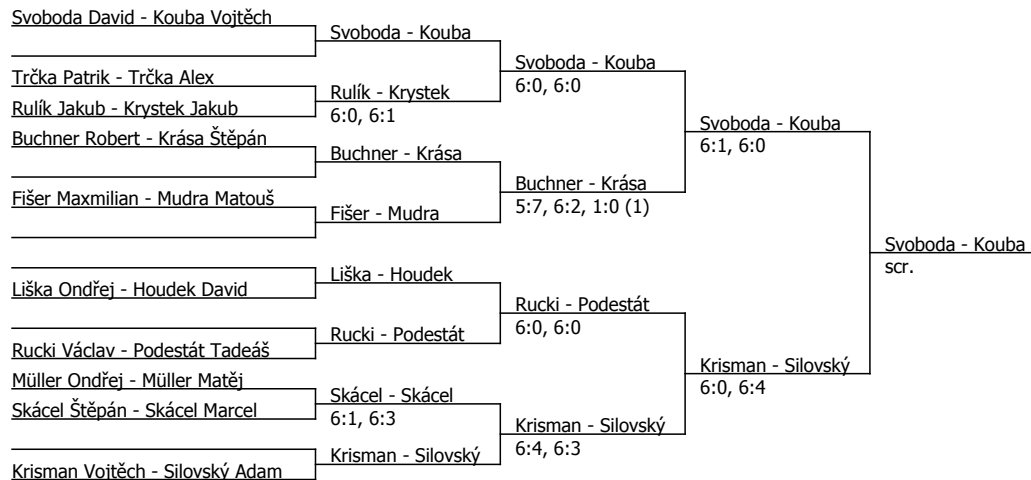 Svoboda David - Kouba Vojtěch
Trčka Patrik - Trčka Alex
Rulík Jakub - Krystek Jakub
Buchner Robert - Krása Štěpán
Fišer Maxmilian - Mudra Matouš
Liška Ondřej - Houdek David
Rucki Václav - Podestát Tadeáš
Müller Ondřej - Müller Matěj
Skácel Štěpán - Skácel Marcel
Krisman Vojtěch - Silovský Adam
Svoboda - Kouba
Rulík - Krystek
6:0, 6:1
Buchner - Krása
Fišer - Mudra
Liška - Houdek
Rucki - Podestát
Skácel - Skácel
6:1, 6:3
Krisman - Silovský
Svoboda - Kouba
6:0, 6:0
Buchner - Krása
5:7, 6:2, 1:0 (1)
Rucki - Podestát
6:0, 6:0
Krisman - Silovský
6:4, 6:3
Svoboda - Kouba
6:1, 6:0
Krisman - Silovský
6:0, 6:4
Svoboda - Kouba
scr.